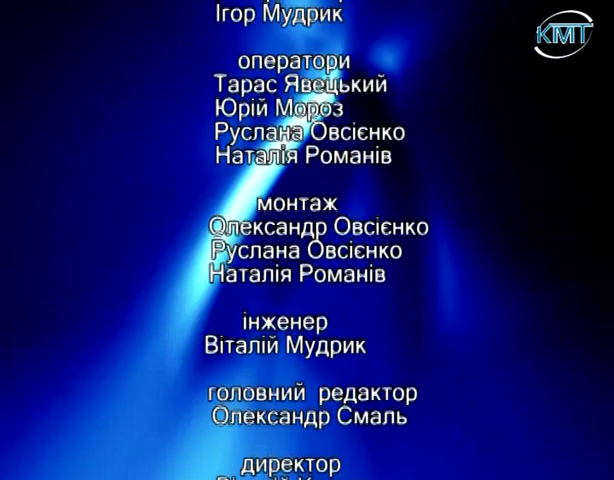 Ігор Мудрик
КМТ
оператори
Тарас Явецький
Юрій Мороз
Руслана Овсієнко
Наталія Романів
монтаж
Олександр Овсієнко
Руслана Овсієнко
Наталія Романів
інженер
Віталій Мудрик
головний редактор
Олександр Смаль
директор